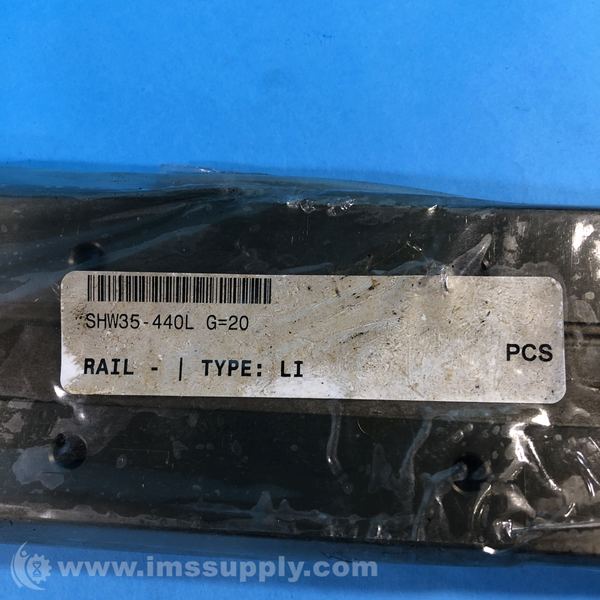 SHW35-440L G=20
RAIL - | TYPE: LI
PCS
www.imssupply.com